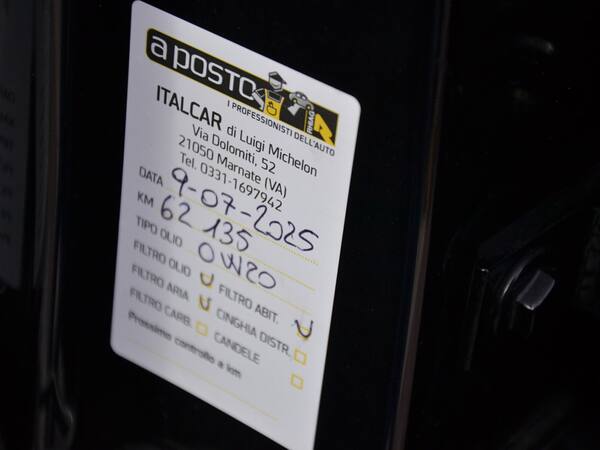 a POSTO
I PROFESSIONISTI DELL'AUTO
ITALCAR di Luigi Michelon
Via Dolomiti, 52
21050 Marnate (VA)
Tel. 0331-1697942
DATA 9-07-2025
KM 62 135
TIPO OLIO 0W20
FILTRO OLIO FILTRO ABIT.
FILTRO ARIA CINGHIA DISTR.
FILTRO CARB. CANDELE
Prossimo controllo a km